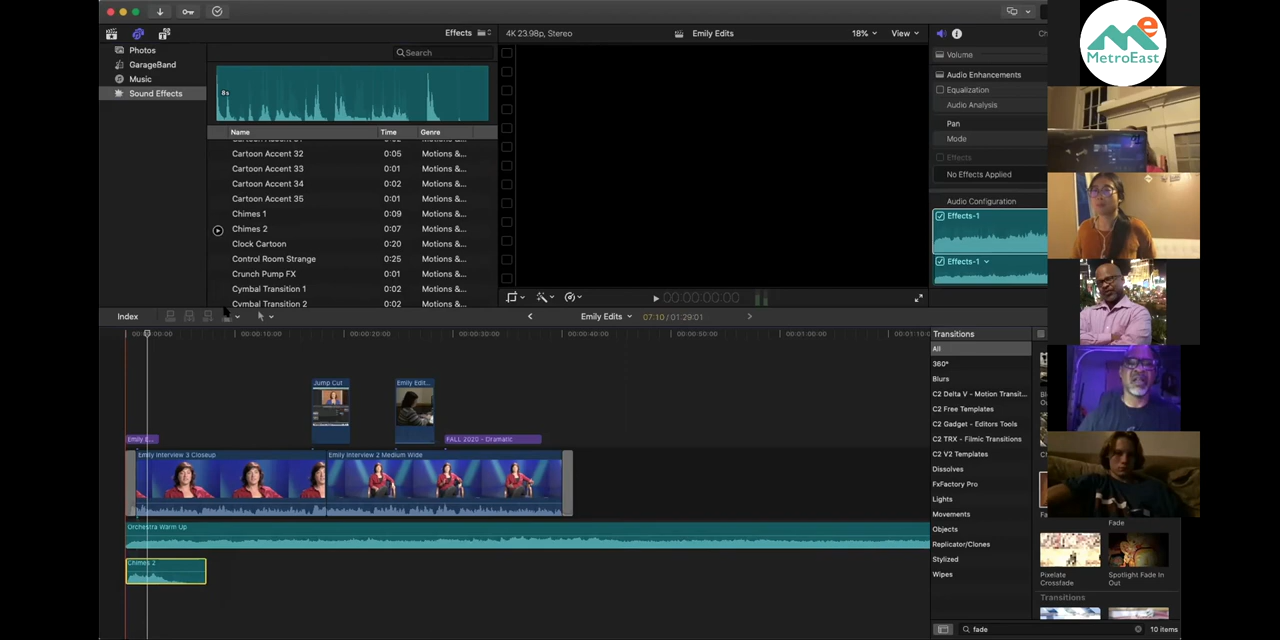 Effects
4K 23.98p, Stereo
Emily Edits
18%
View
MetroEast
Photos
GarageBand
Music
Sound Effects
Search
8s
Name Time Genre
Cartoon Accent 32 0:05 Motions &...
Cartoon Accent 33 0:01 Motions &...
Cartoon Accent 34 0:02 Motions &...
Cartoon Accent 35 0:01 Motions &...
Chimes 1 0:09 Motions &...
Chimes 2 0:07 Motions &...
Clock Cartoon 0:20 Motions &...
Control Room Strange 0:25 Motions &...
Crunch Pump FX 0:01 Motions &...
Cymbal Transition 1 0:02 Motions &...
Cymbal Transition 2 0:02 Motions &...
Volume
Audio Enhancements
Equalization
Audio Analysis
Pan
Mode
Effects
No Effects Applied
Audio Configuration
Effects-1
Effects-1
00:00:00:00
Index
Emily Edits
07:10 / 01:29:01
00:00:10:00
00:00:20:00
00:00:30:00
00:00:40:00
00:00:50:00
00:01:00:00
Jump Cut
Emily Edit...
Emily E...
FALL 2020 - Dramatic
Emily Interview 3 Closeup
Emily Interview 2 Medium Wide
Orchestra Warm Up
Chimes 2
Transitions
All
360°
Blurs
C2 Delta V - Motion Transit...
C2 Free Templates
C2 Gadget - Editors Tools
C2 TRX - Filmic Transitions
C2 V2 Templates
Dissolves
FxFactory Pro
Lights
Movements
Objects
Replicator/Clones
Stylized
Wipes
Fade
Pixelate Crossfade
Spotlight Fade In Out
Transitions
fade
10 items